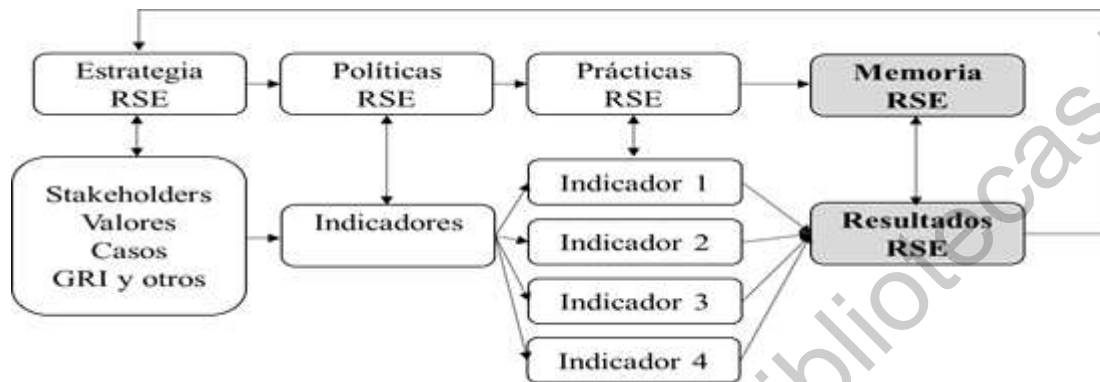 Estrategia
RSE
Políticas
RSE
Prácticas
RSE
Memoria
RSE
Stakeholders
Valores
Casos
GRI y otros
Indicadores
Indicador 1
Indicador 2
Indicador 3
Indicador 4
Resultados
RSE
bibliotecas